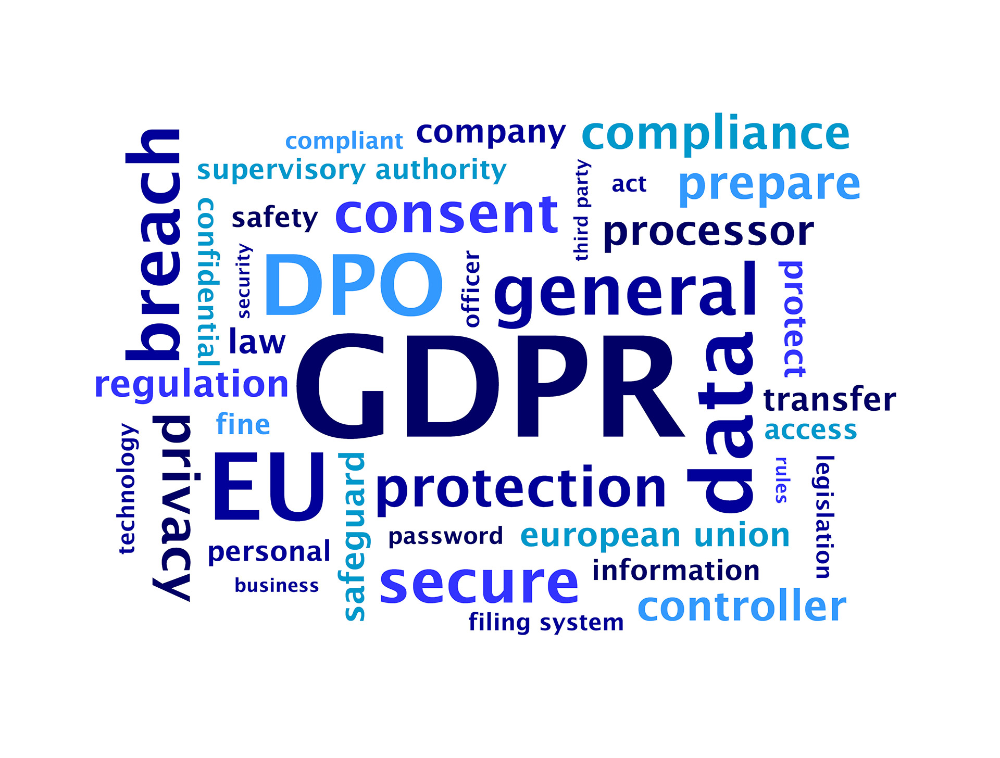 compliant
company
compliance
supervisory authority
breach
third party
act
prepare
confidential
safety
consent
processor
security
DPO
officer
general
protect
law
GDPR
data
regulation
transfer
privacy
fine
access
technology
EU
safeguard
protection
rules
legislation
personal
password
european union
business
secure
information
filing system
controller